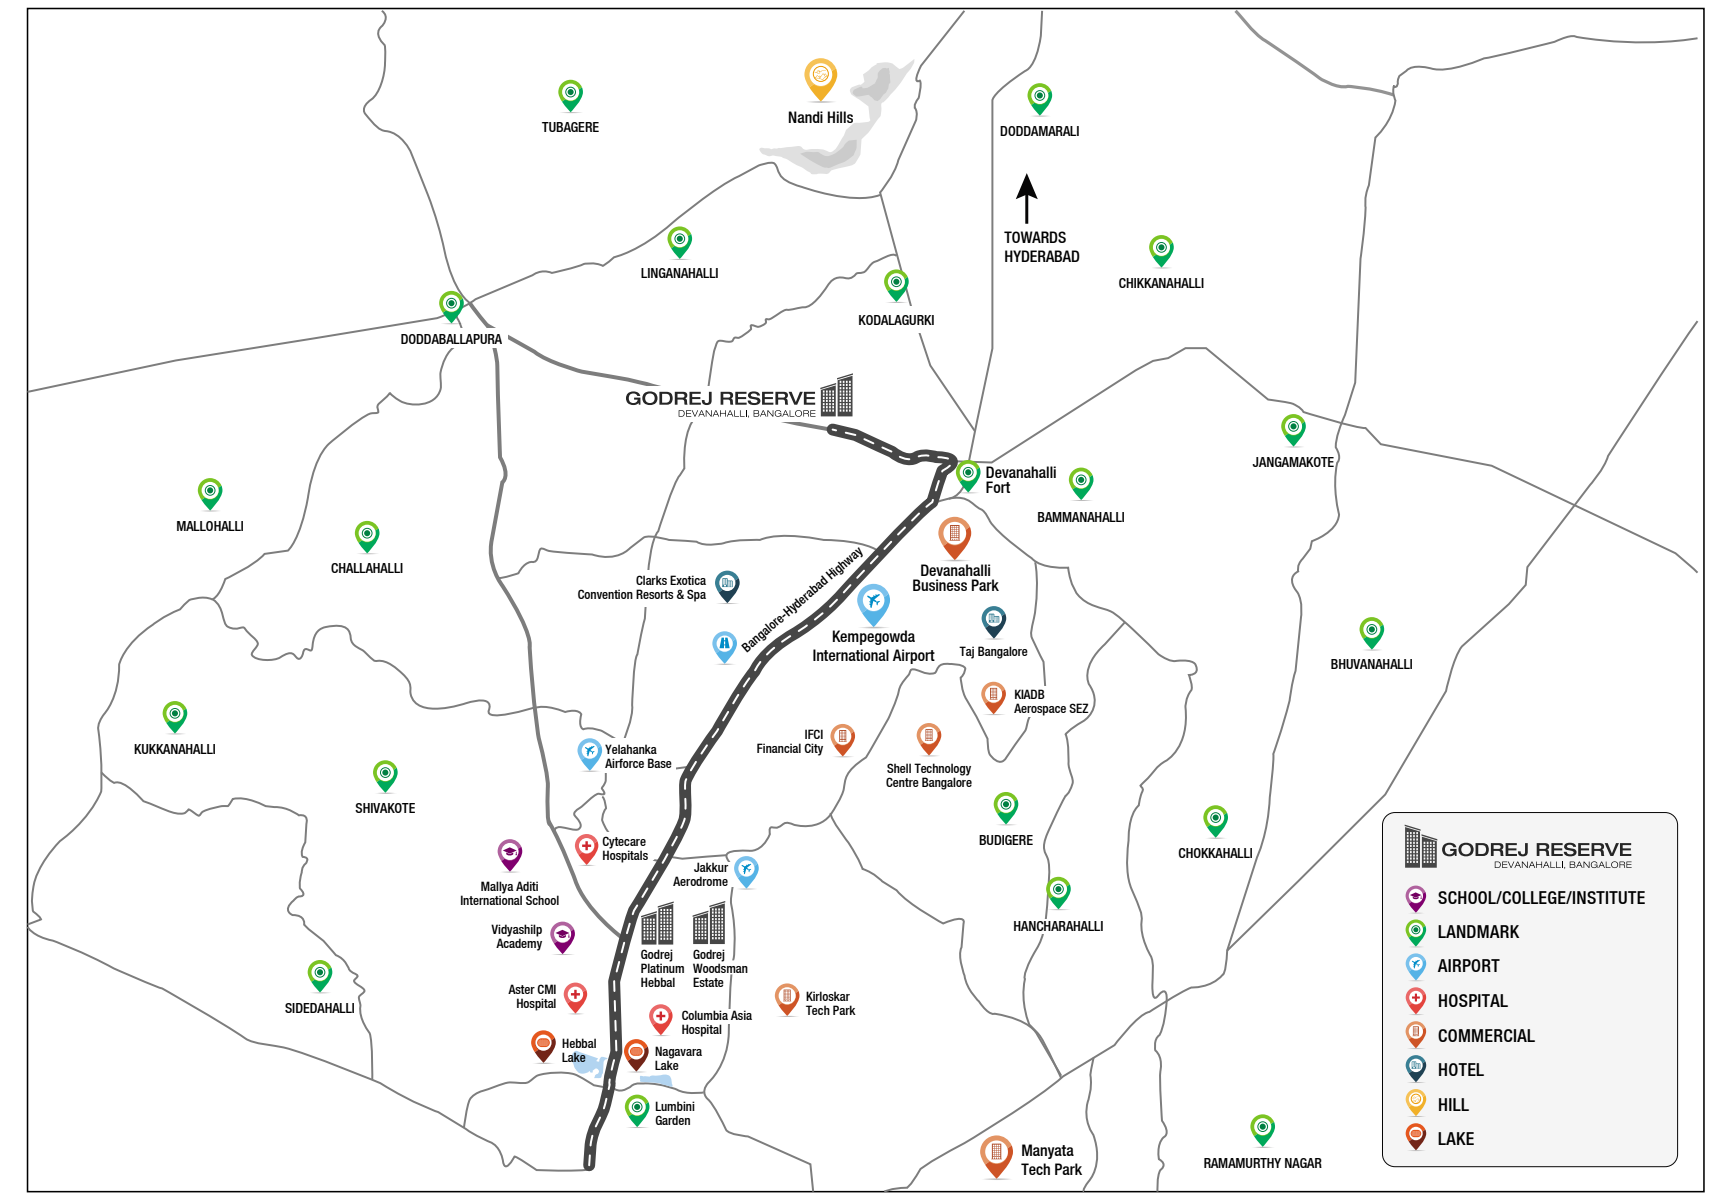 TUBAGERE
Nandi Hills
DODDAMARALI
TOWARDS
HYDERABAD
LINGANAHALLI
CHIKKANAHALLI
KODALAGURKI
DODDABALLAPURA
GODREJ RESERVE
DEVANAHALLI, BANGALORE
JANGAMAKOTE
Devanahalli
Fort
BAMMANAHALLI
MALLOHALLI
CHALLAHALLI
Clarks Exotica
Convention Resorts & Spa
Bangalore-Hyderabad Highway
Devanahalli
Business Park
Kempegowda
International Airport
Taj Bangalore
BHUVANAHALLI
KIADB
Aerospace SEZ
KUKKANAHALLI
Yelahanka
Airforce Base
IFCI
Financial City
Shell Technology
Centre Bangalore
SHIVAKOTE
BUDIGERE
CHOKKAHALLI
Cytecare
Hospitals
Jakkur
Aerodrome
Mallya Aditi
International School
Vidyashilp
Academy
Godrej
Platinum
Hebbal
Godrej
Woodsman
Estate
HANCHARAHALLI
SIDEDAHALLI
Aster CMI
Hospital
Columbia Asia
Hospital
Kirloskar
Tech Park
Hebbal
Lake
Nagavara
Lake
Lumbini
Garden
Manyata
Tech Park
RAMAMURTHY NAGAR
GODREJ RESERVE
DEVANAHALLI, BANGALORE
SCHOOL/COLLEGE/INSTITUTE
LANDMARK
AIRPORT
HOSPITAL
COMMERCIAL
HOTEL
HILL
LAKE